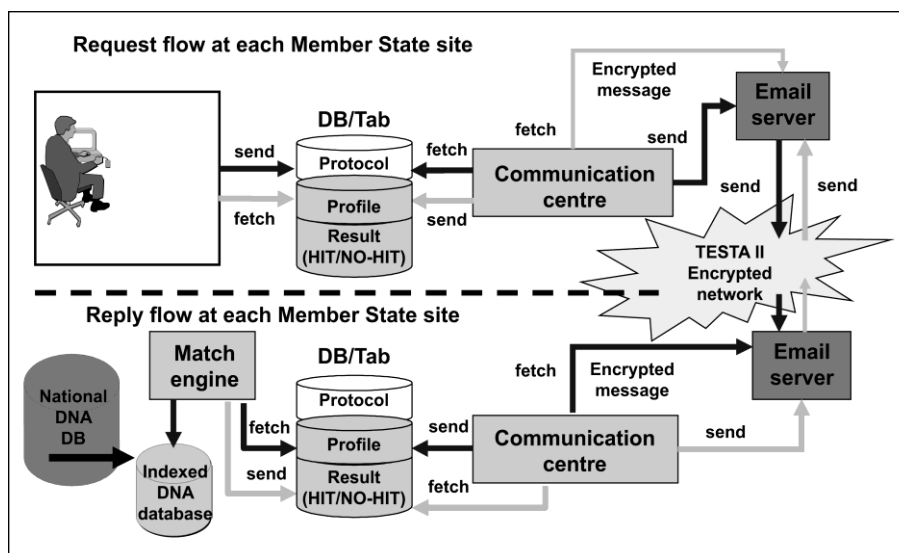 Request flow at each Member State site
Encrypted
message
Email
server
DB/Tab
fetch
send
Protocol
fetch
send
Communication
centre
send
send
fetch
Profile
send
Result
(HIT/NO-HIT)
TESTA II
Encrypted
network
Reply flow at each Member State site
Match
engine
DB/Tab
fetch
Encrypted
message
Email
server
National
DNA
DB
Protocol
fetch
send
Communication
centre
send
Profile
Indexed
DNA
database
send
Result
(HIT/NO-HIT)
fetch